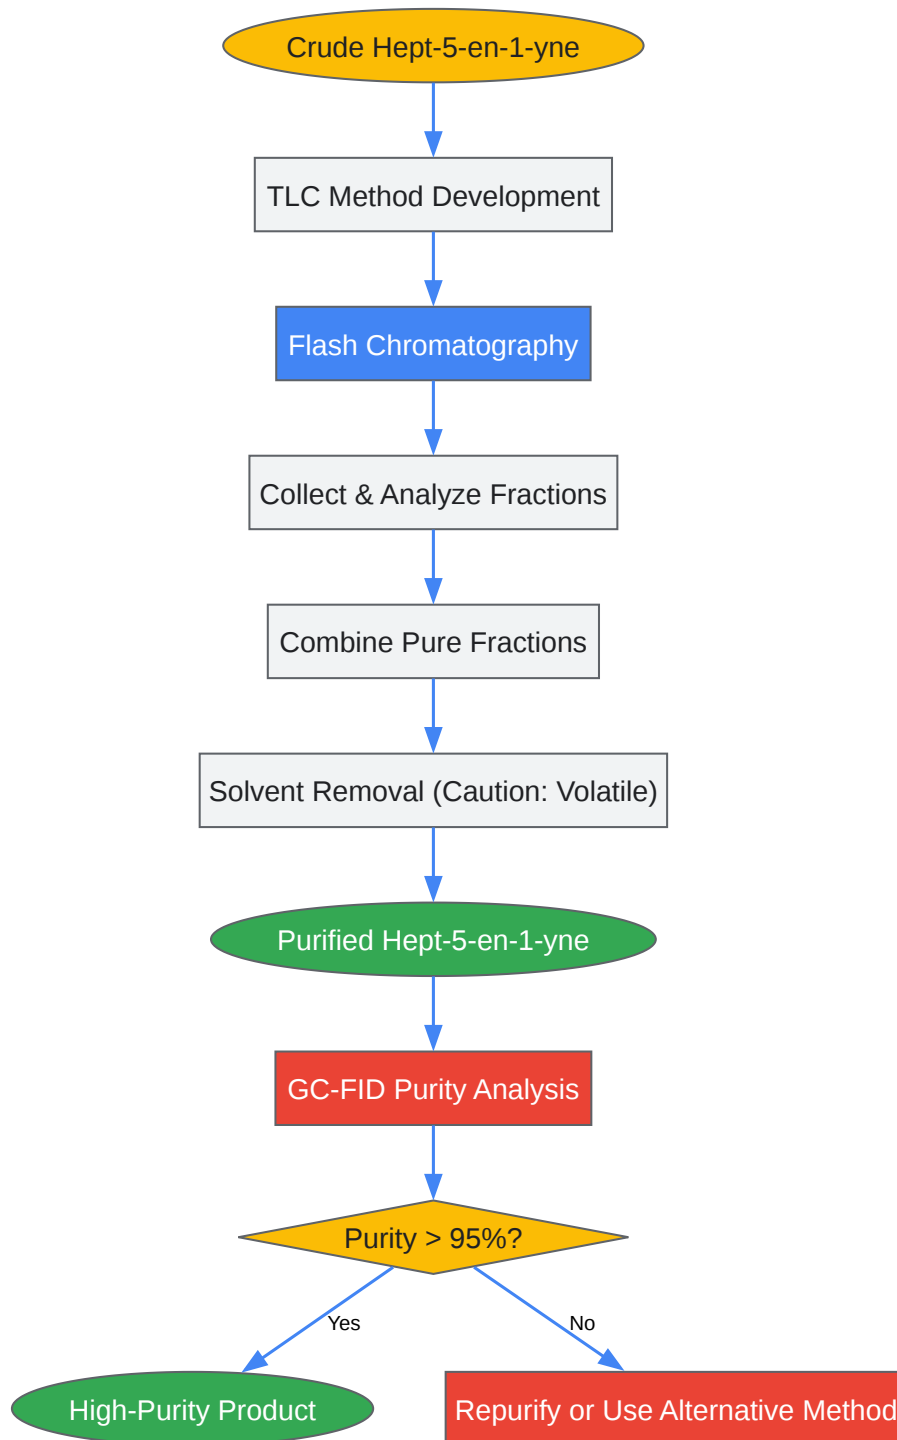 Crude Hept-5-en-1-yne
TLC Method Development
Flash Chromatography
Collect & Analyze Fractions
Combine Pure Fractions
Solvent Removal (Caution: Volatile)
Purified Hept-5-en-1-yne
GC-FID Purity Analysis
Purity > 95%?
Yes
No
High-Purity Product
Repurify or Use Alternative Method